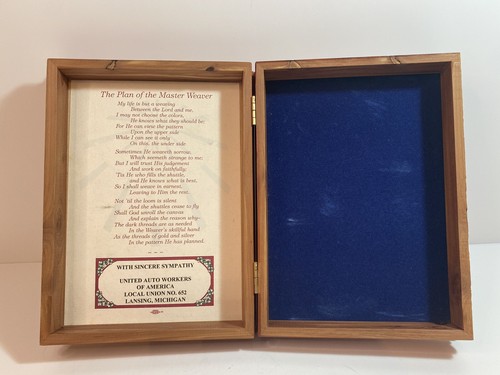 The Plan of the Master Weaver
My life is but a weaving
Between the Lord and me,
I may not choose the colors,
He knows what they should be
For He can view the pattern
Upon the upper side
While I can see it only
On this, the under side
Sometimes He weaveth sorrow,
Which seemeth strange to me;
But I will trust His judgement
And work on faithfully;
'Tis He who fills the shuttle,
and He knows what is best,
So I shall weave in earnest,
Leaving to Him the rest.
Not 'til the loom is silent
And the shuttles cease to fly
Shall God unroll the canvas
And explain the reason why-
The dark threads are as needed
In the Weaver's skillful hand
As the threads of gold and silver
In the pattern He has planned.
WITH SINCERE SYMPATHY
UNITED AUTO WORKERS
OF AMERICA
LOCAL UNION NO. 652
LANSING, MICHIGAN